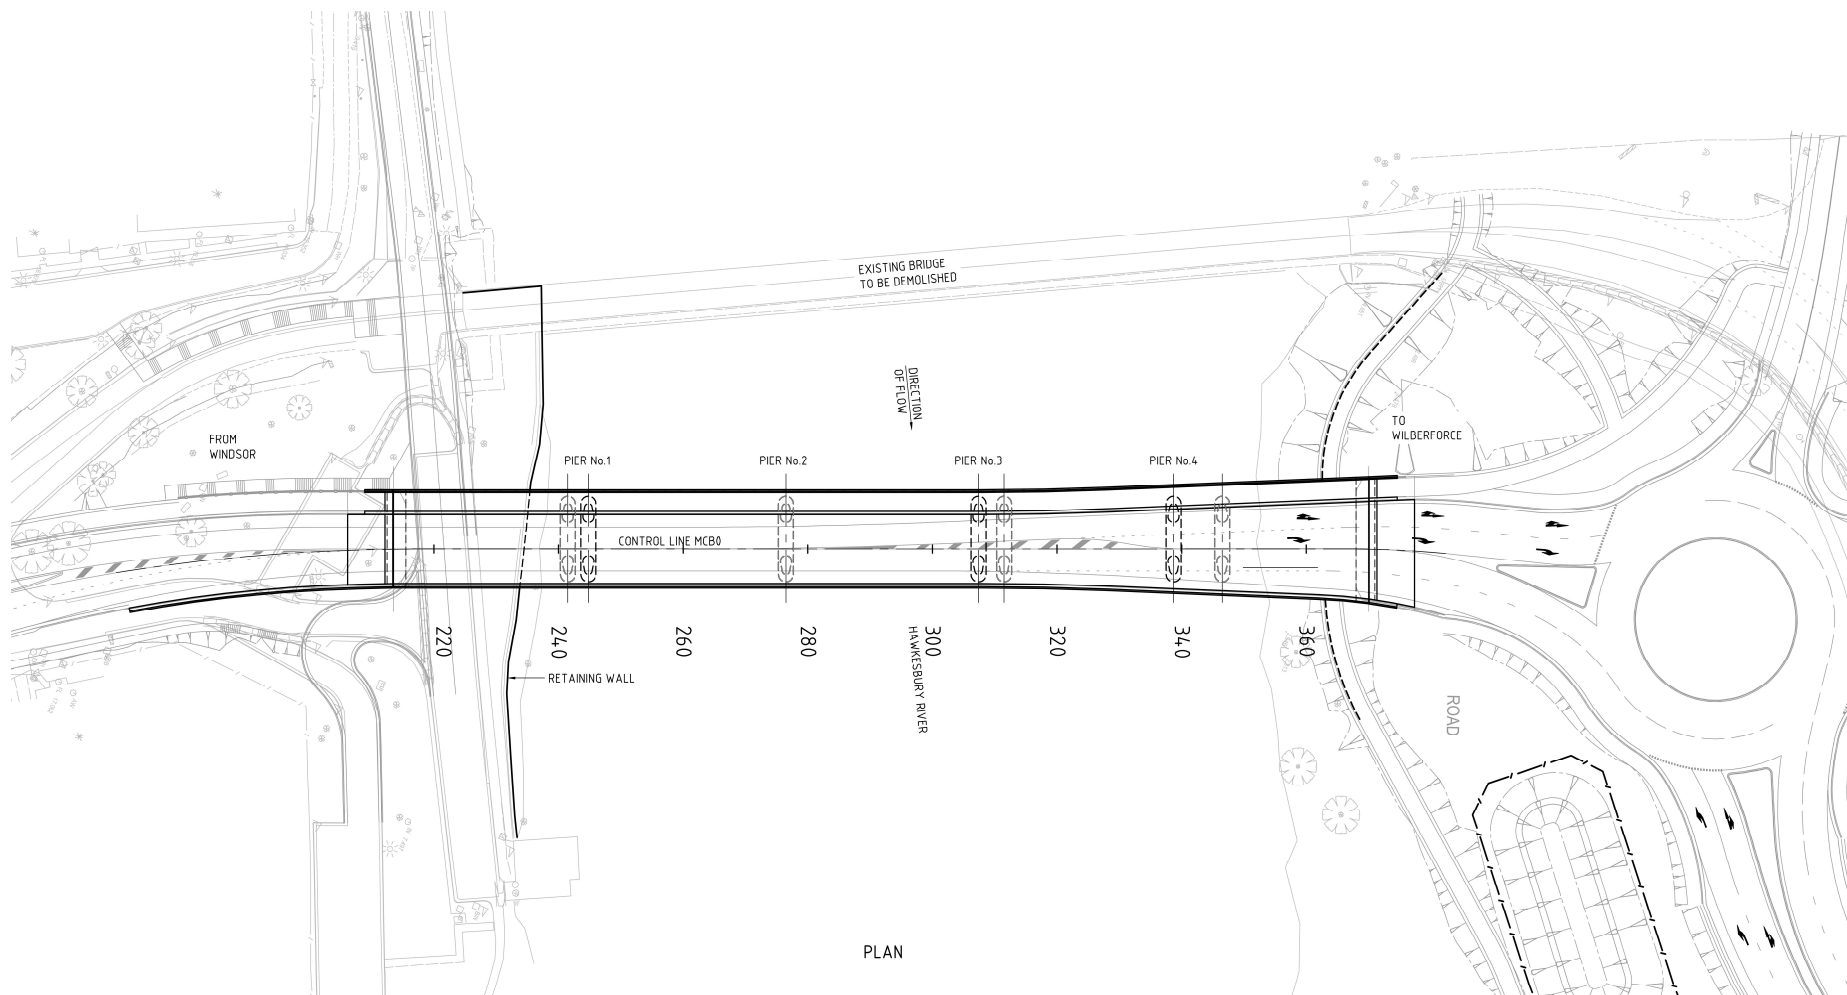 EXISTING BRIDGE
TO BE DEMOLISHED
DIRECTION
OF FLOW
FROM
WINDSOR
TO
WILBERFORCE
PIER No.1
PIER No.2
PIER No.3
PIER No.4
CONTROL LINE MCB0
220
240
260
280
300
320
340
360
HAWKESBURY RIVER
RETAINING WALL
ROAD
PLAN